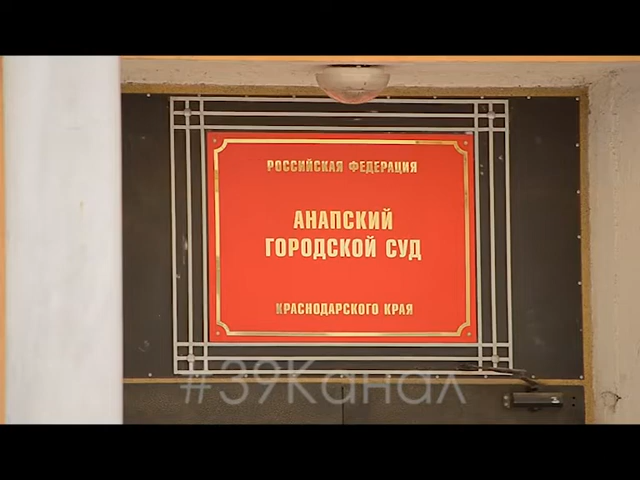 РОССИЙСКАЯ ФЕДЕРАЦИЯ
АНАПСКИЙ
ГОРОДСКОЙ СУД
КРАСНОДАРСКОГО КРАЯ
#39Канал